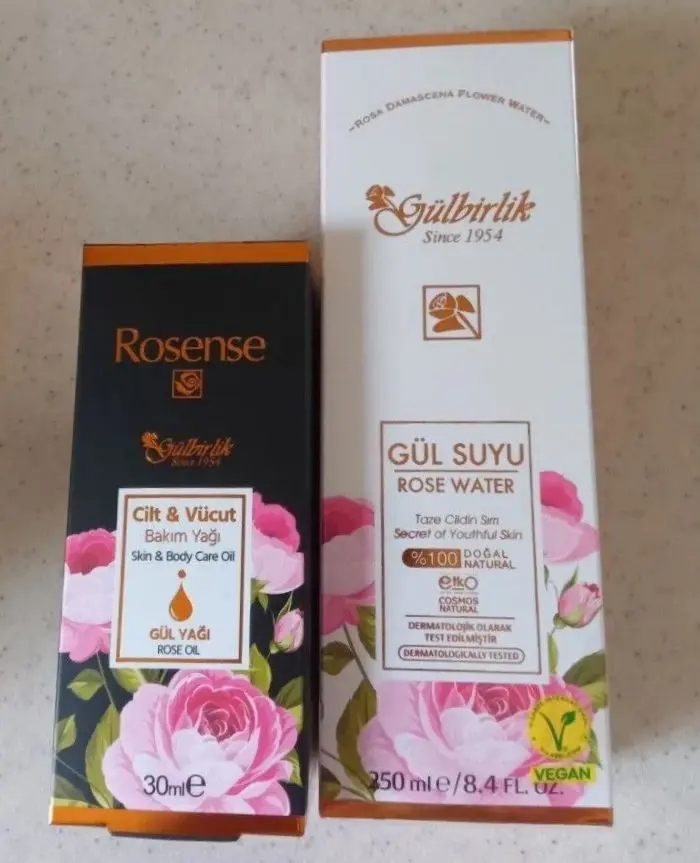 Rosense
Gülbirlik
Since 1954
Cilt & Vücut
Bakım Yağı
Skin & Body Care Oil
GÜL YAĞI
ROSE OIL
30ml e
~ROSA DAMASCENA FLOWER WATER~
Gülbirlik
Since 1954
GÜL SUYU
ROSE WATER
Taze Cildin Sırrı
Secret of Youthful Skin
%100 DOĞAL
NATURAL
etko
COSMOS
NATURAL
DERMATOLOJİK OLARAK
TEST EDİLMİŞTİR
DERMATOLOGICALLY TESTED
VEGAN
250 ml e/8.4 FL. OZ.